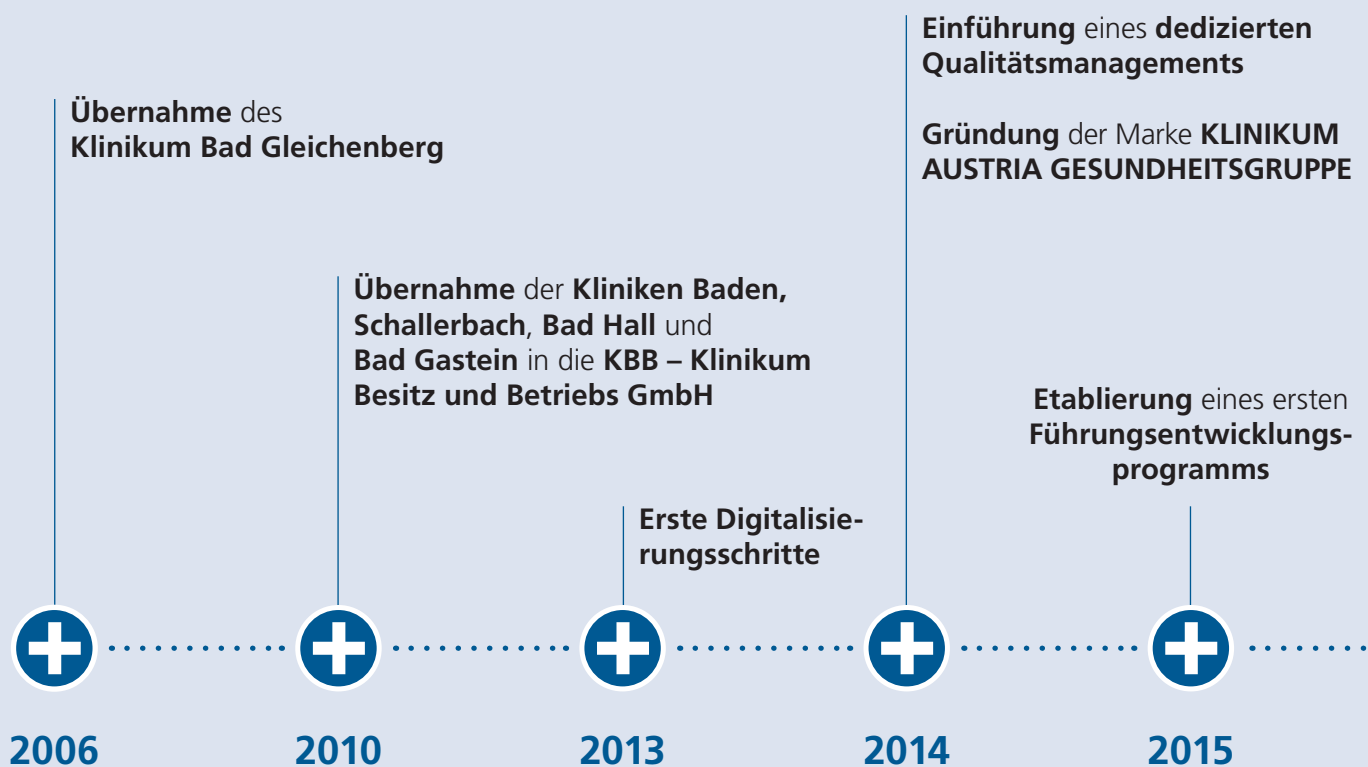 Übernahme des
Klinikum Bad Gleichenberg
Übernahme der Kliniken Baden,
Schallerbach, Bad Hall und
Bad Gastein in die KBB – Klinikum
Besitz und Betriebs GmbH
Erste Digitalisie-
rungsschritte
Einführung eines dedizierten
Qualitätsmanagements
Gründung der Marke KLINIKUM
AUSTRIA GESUNDHEITSGRUPPE
Etablierung eines ersten
Führungsentwicklungs-
programms
2006
2010
2013
2014
2015